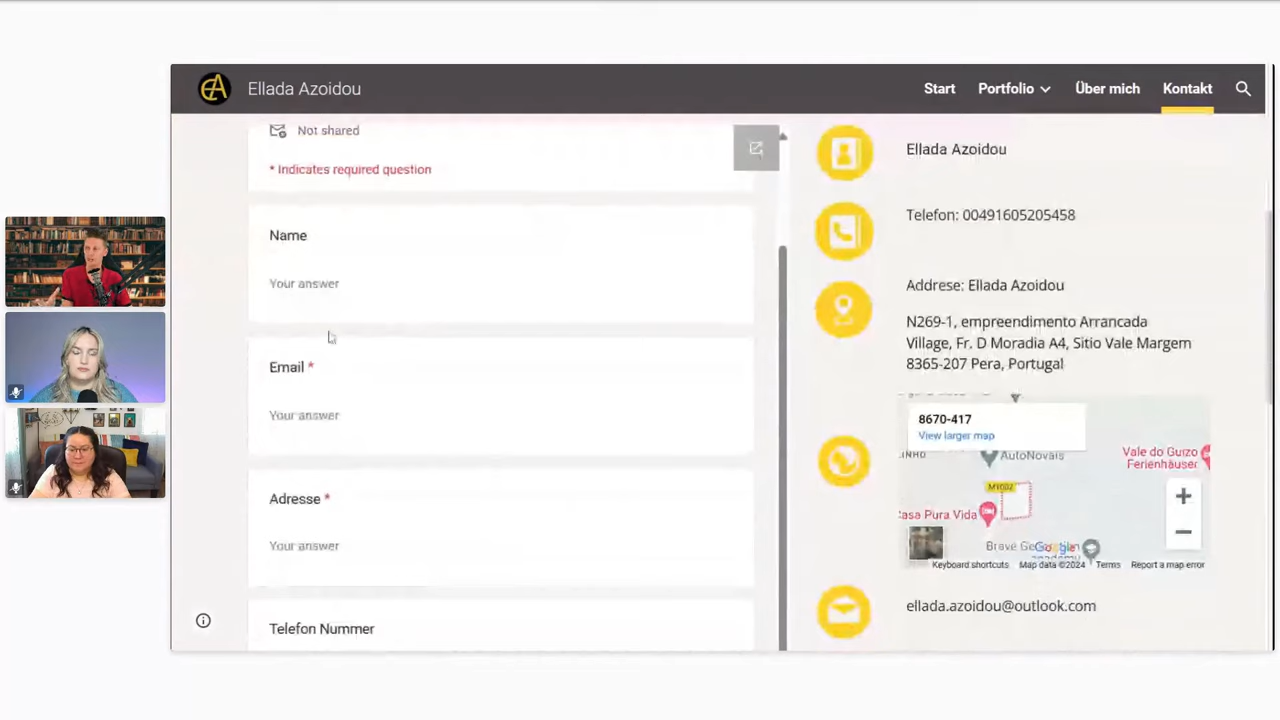 Ellada Azoidou
Start
Portfolio
Über mich
Kontakt
Not shared
* Indicates required question
Name
Your answer
Email *
Your answer
Adresse *
Your answer
Telefon Nummer
Ellada Azoidou
Telefon: 00491605205458
Addrese: Ellada Azoidou
N269-1, empreendimento Arrancada
Village, Fr. D Moradia A4, Sitio Vale Margem
8365-207 Pera, Portugal
8670-417
View larger map
AutoNovais
Vale do Guizo
Ferienhäuser
M1002
Casa Pura Vida
Google
Keyboard shortcuts
Map data ©2024
Terms
Report a map error
ellada.azoidou@outlook.com